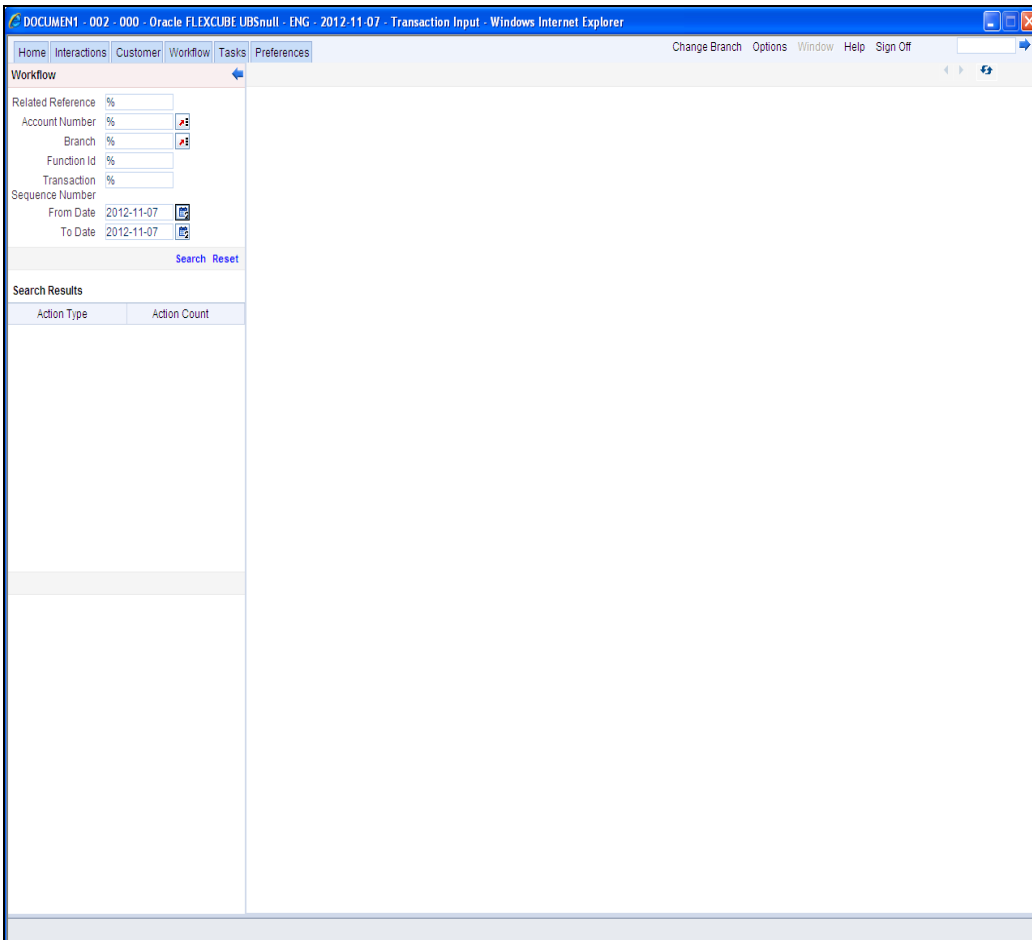 DOCUMEN1 - 002 - 000 - Oracle FLEXCUBE UBSnull - ENG - 2012-11-07 - Transaction Input - Windows Internet Explorer
Home Interactions Customer Workflow Tasks Preferences Change Branch Options Window Help Sign Off
Workflow
Related Reference %
Account Number %
Branch %
Function Id %
Transaction %
Sequence Number
From Date 2012-11-07
To Date 2012-11-07
Search Reset
Search Results
Action Type Action Count